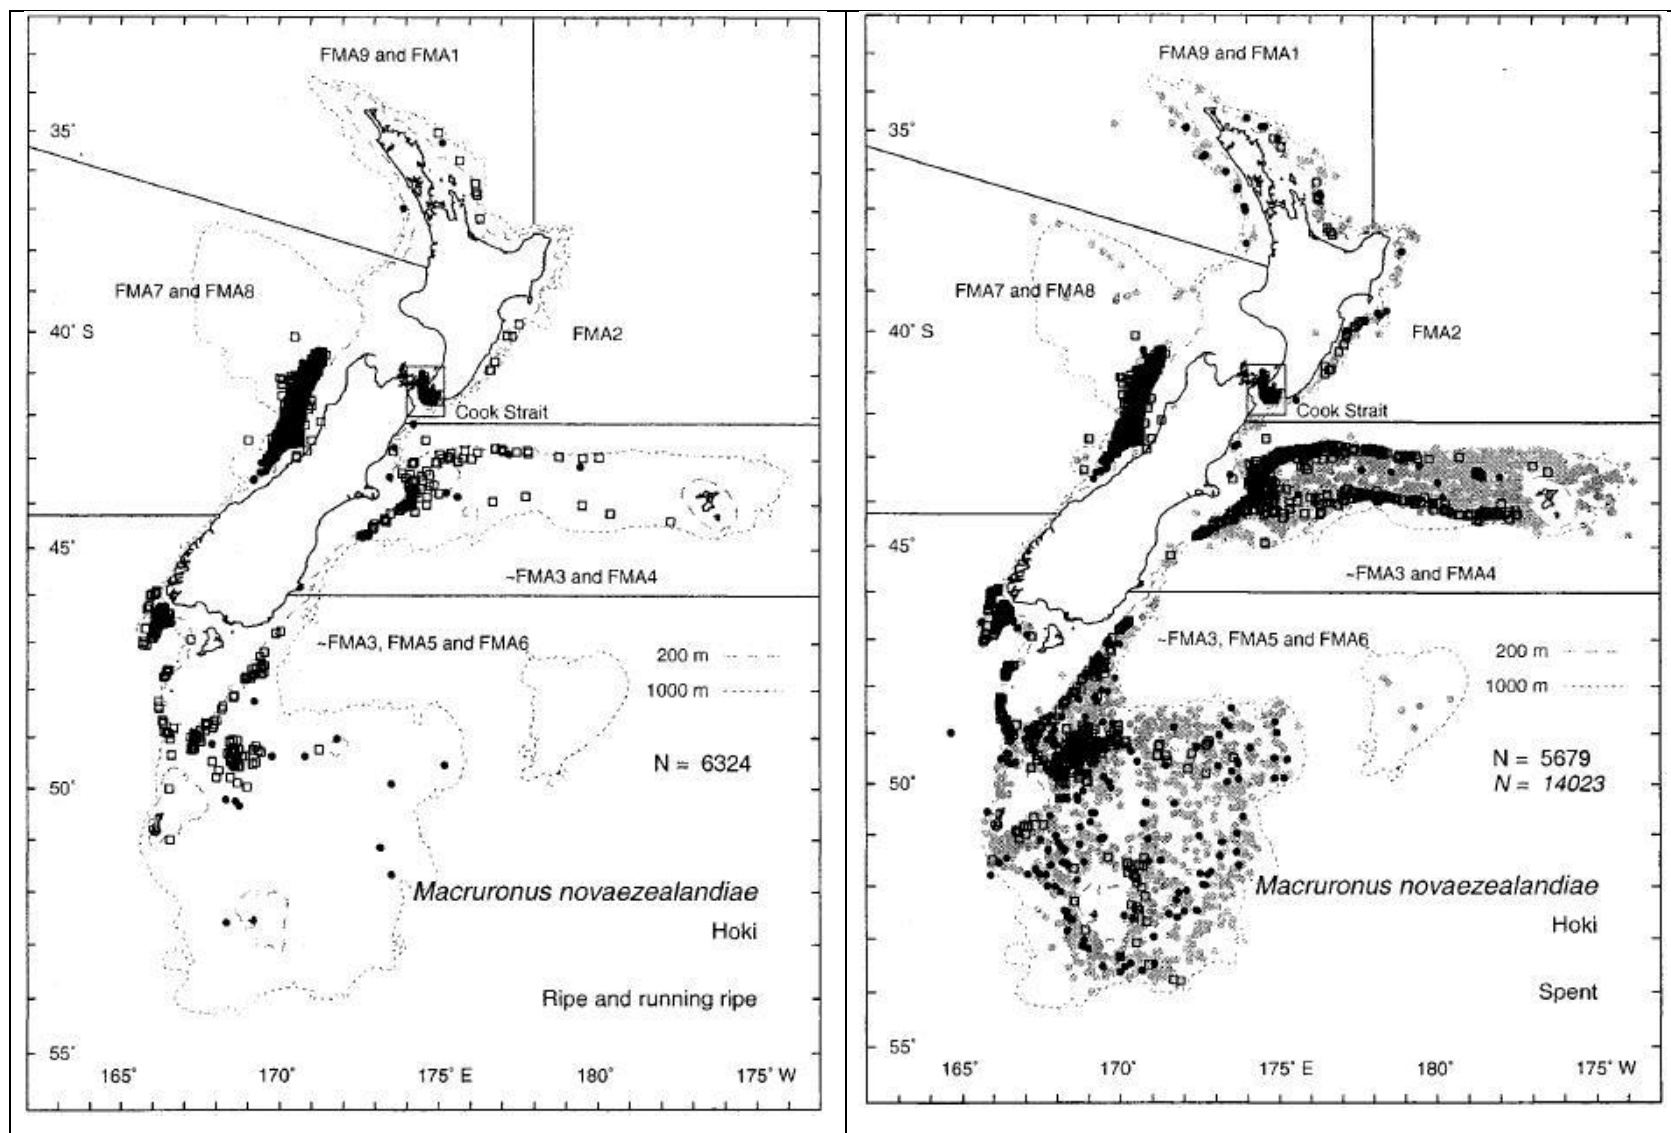 FMA9 and FMA1
35°
FMA7 and FMA8
40° S
FMA2
Cook Strait
45°
~FMA3 and FMA4
~FMA3, FMA5 and FMA6
200 m
1000 m
N = 6324
50°
Macruronus novaezealandiae
Hoki
Ripe and running ripe
55°
165° 170° 175° E 180° 175° W
FMA9 and FMA1
35°
FMA7 and FMA8
40° S
FMA2
Cook Strait
45°
~FMA3 and FMA4
~FMA3, FMA5 and FMA6
200 m
1000 m
N = 5679
50°
N = 14023
Macruronus novaezealandiae
Hoki
Spent
55°
165° 170° 175° E 180° 175° W